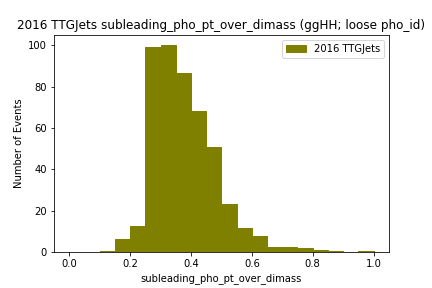 2016 TTGJets subleading_pho_pt_over_dimass (ggHH; loose pho_id)
2016 TTGJets
100
80
60
40
20
0
Number of Events
0.0 0.2 0.4 0.6 0.8 1.0
subleading_pho_pt_over_dimass